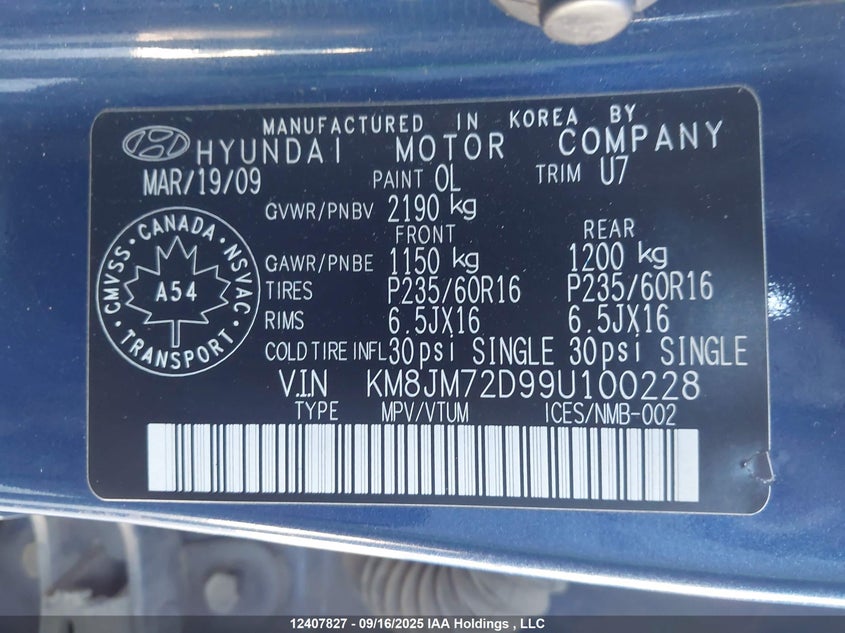 MANUFACTURED IN KOREA BY
HYUNDAI MOTOR COMPANY
MAR/19/09 PAINT OL TRIM U7
GVWR/PNBV 2190 kg
FRONT REAR
GAWR/PNBE 1150 kg 1200 kg
TIRES P235/60R16 P235/60R16
RIMS 6.5JX16 6.5JX16
COLD TIRE INFL 30psi SINGLE 30psi SINGLE
V.I.N KM8JM72D99U100228
TYPE MPV/VTUM ICES/NMB-002
CMVSS · CANADA · NSVAC · TRANSPORT ·
A54
12407827 - 09/16/2025 IAA Holdings , LLC